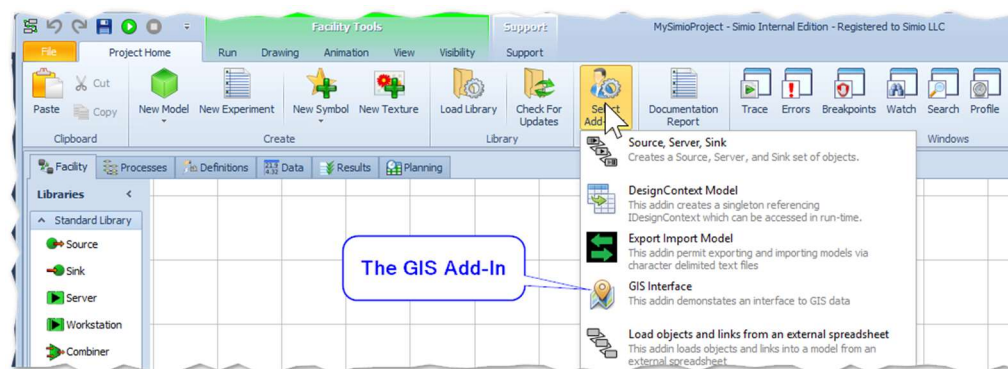 Facility Tools
Support
MySimioProject - Simio Internal Edition - Registered to Simio LLC
File
Project Home
Run
Drawing
Animation
View
Visibility
Support
Paste
Cut
Copy
New Model
New Experiment
New Symbol
New Texture
Load Library
Check For
Updates
Select
Add-
Documentation
Report
Trace
Errors
Breakpoints
Watch
Search
Profile
Clipboard
Create
Library
Windows
Facility
Processes
Definitions
Data
Results
Planning
Libraries
Standard Library
Source
Sink
Server
Workstation
Combiner
The GIS Add-In
Source, Server, Sink
Creates a Source, Server, and Sink set of objects.
DesignContext Model
This addin creates a singleton referencing
IDesignContext which can be accessed in run-time.
Export Import Model
This addin permit exporting and importing models via
character delimited text files
GIS Interface
This addin demonstates an interface to GIS data
Load objects and links from an external spreadsheet
This addin loads objects and links into a model from an
external spreadsheet